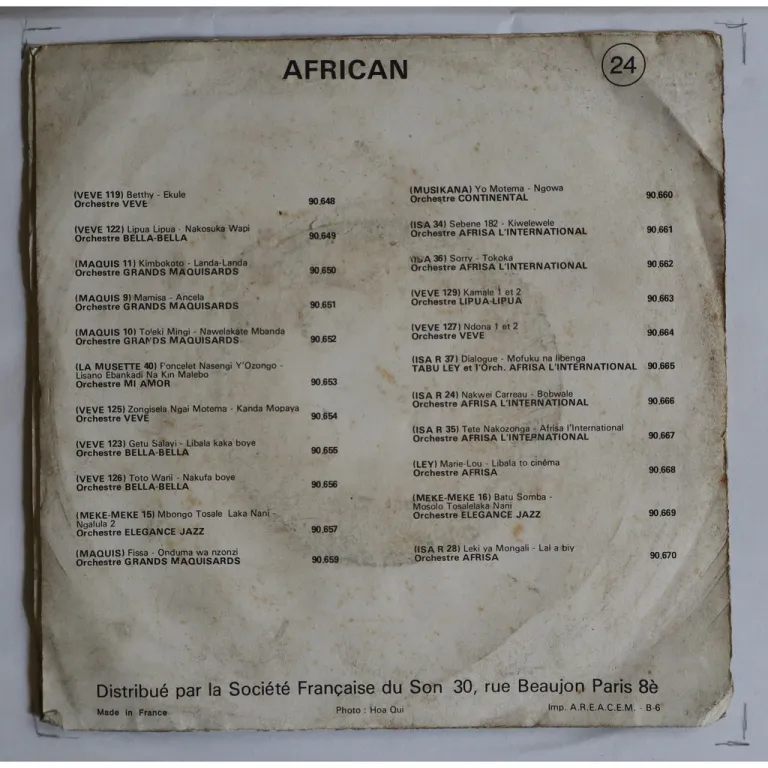 AFRICAN
24
(VEVE 119) Betthy - Ekule
Orchestre VEVE 90.648
(VEVE 122) Lipua Lipua - Nakosuka Wapi
Orchestre BELLA-BELLA 90.649
(MAQUIS 11) Kimbokoto - Landa-Landa
Orchestre GRANDS MAQUISARDS 90.650
(MAQUIS 9) Mamisa - Ancela
Orchestre GRANDS MAQUISARDS 90.651
(MAQUIS 10) Toleki Mingi - Nawelakate Mbanda
Orchestre GRANDS MAQUISARDS 90.652
(LA MUSETTE 40) Poncelet Nasengi Y'Ozongo -
Lisano Ebankadi Na Kin Malebo
Orchestre MI AMOR 90.653
(VEVE 125) Zongisela Ngai Motema - Kanda Mopaya
Orchestre VEVE 90.654
(VEVE 123) Getu Salayi - Libala kaka boye
Orchestre BELLA-BELLA 90.655
(VEVE 126) Toto Wani - Nakufa boye
Orchestre BELLA-BELLA 90.656
(MEKE-MEKE 15) Mbongo Tosale Laka Nani -
Ngalula 2
Orchestre ELEGANCE JAZZ 90.657
(MAQUIS) Fissa - Onduma wa nzonzi
Orchestre GRANDS MAQUISARDS 90.659
(MUSIKANA) Yo Motema - Ngowa
Orchestre CONTINENTAL 90.660
(ISA 34) Sebene 182 - Kiwelewele
Orchestre AFRISA L'INTERNATIONAL 90.661
(ISA 36) Sorry - Tokoka
Orchestre AFRISA L'INTERNATIONAL 90.662
(VEVE 129) Kamale 1 et 2
Orchestre LIPUA-LIPUA 90.663
(VEVE 127) Ndona 1 et 2
Orchestre VEVE 90.664
(ISA R 37) Dialogue - Mofuku na libenga
TABU LEY et l'Orch. AFRISA L'INTERNATIONAL 90.665
(ISA R 24) Nakwei Carreau - Bobwale
Orchestre AFRISA L'INTERNATIONAL 90.666
(ISA R 35) Tete Nakozonga - Afrisa l'International
Orchestre AFRISA L'INTERNATIONAL 90.667
(LEY) Marie-Lou - Libala to cinéma
Orchestre AFRISA 90.668
(MEKE-MEKE 16) Batu Somba -
Mosolo Tosalelaka Nani
Orchestre ELEGANCE JAZZ 90.669
(ISA R 28) Leki ya Mongali - Lal a biy
Orchestre AFRISA 90.670
Distribué par la Société Française du Son 30, rue Beaujon Paris 8è
Made in France Photo : Hoa Qui Imp. A.R.E.A.C.E.M. - B-6